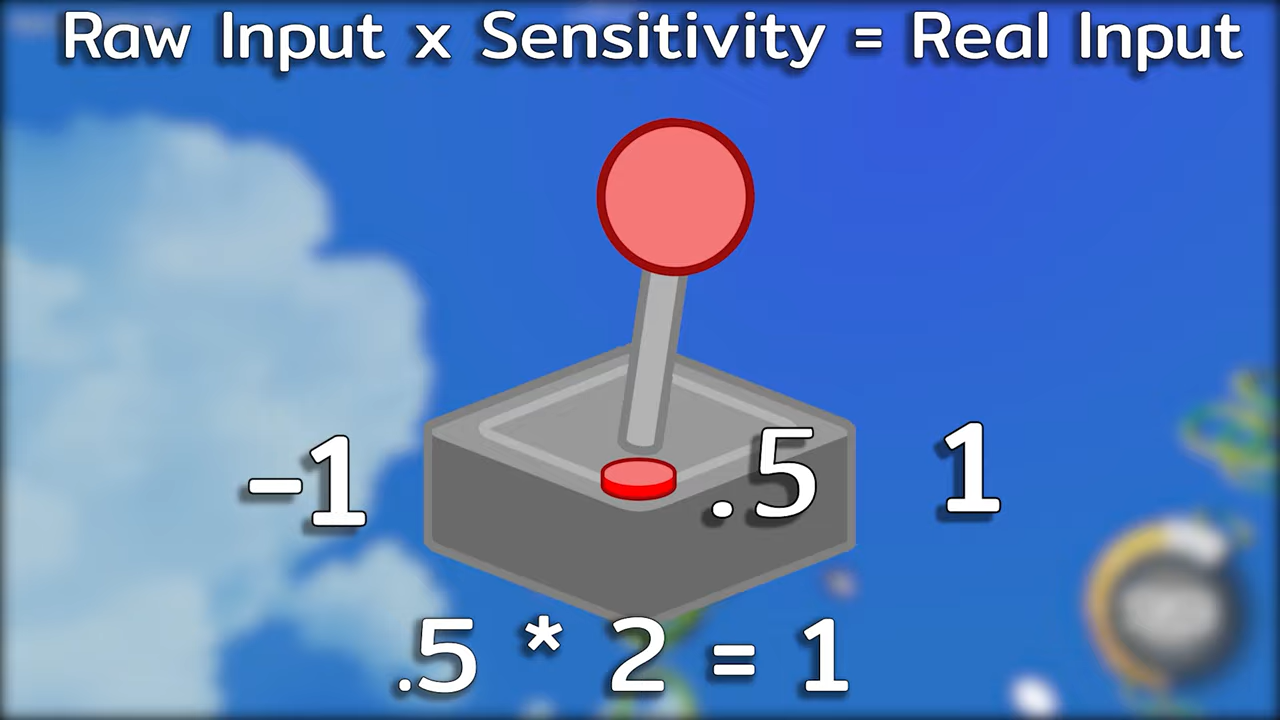 Raw Input x Sensitivity = Real Input
-1 .5 1
.5 * 2 = 1